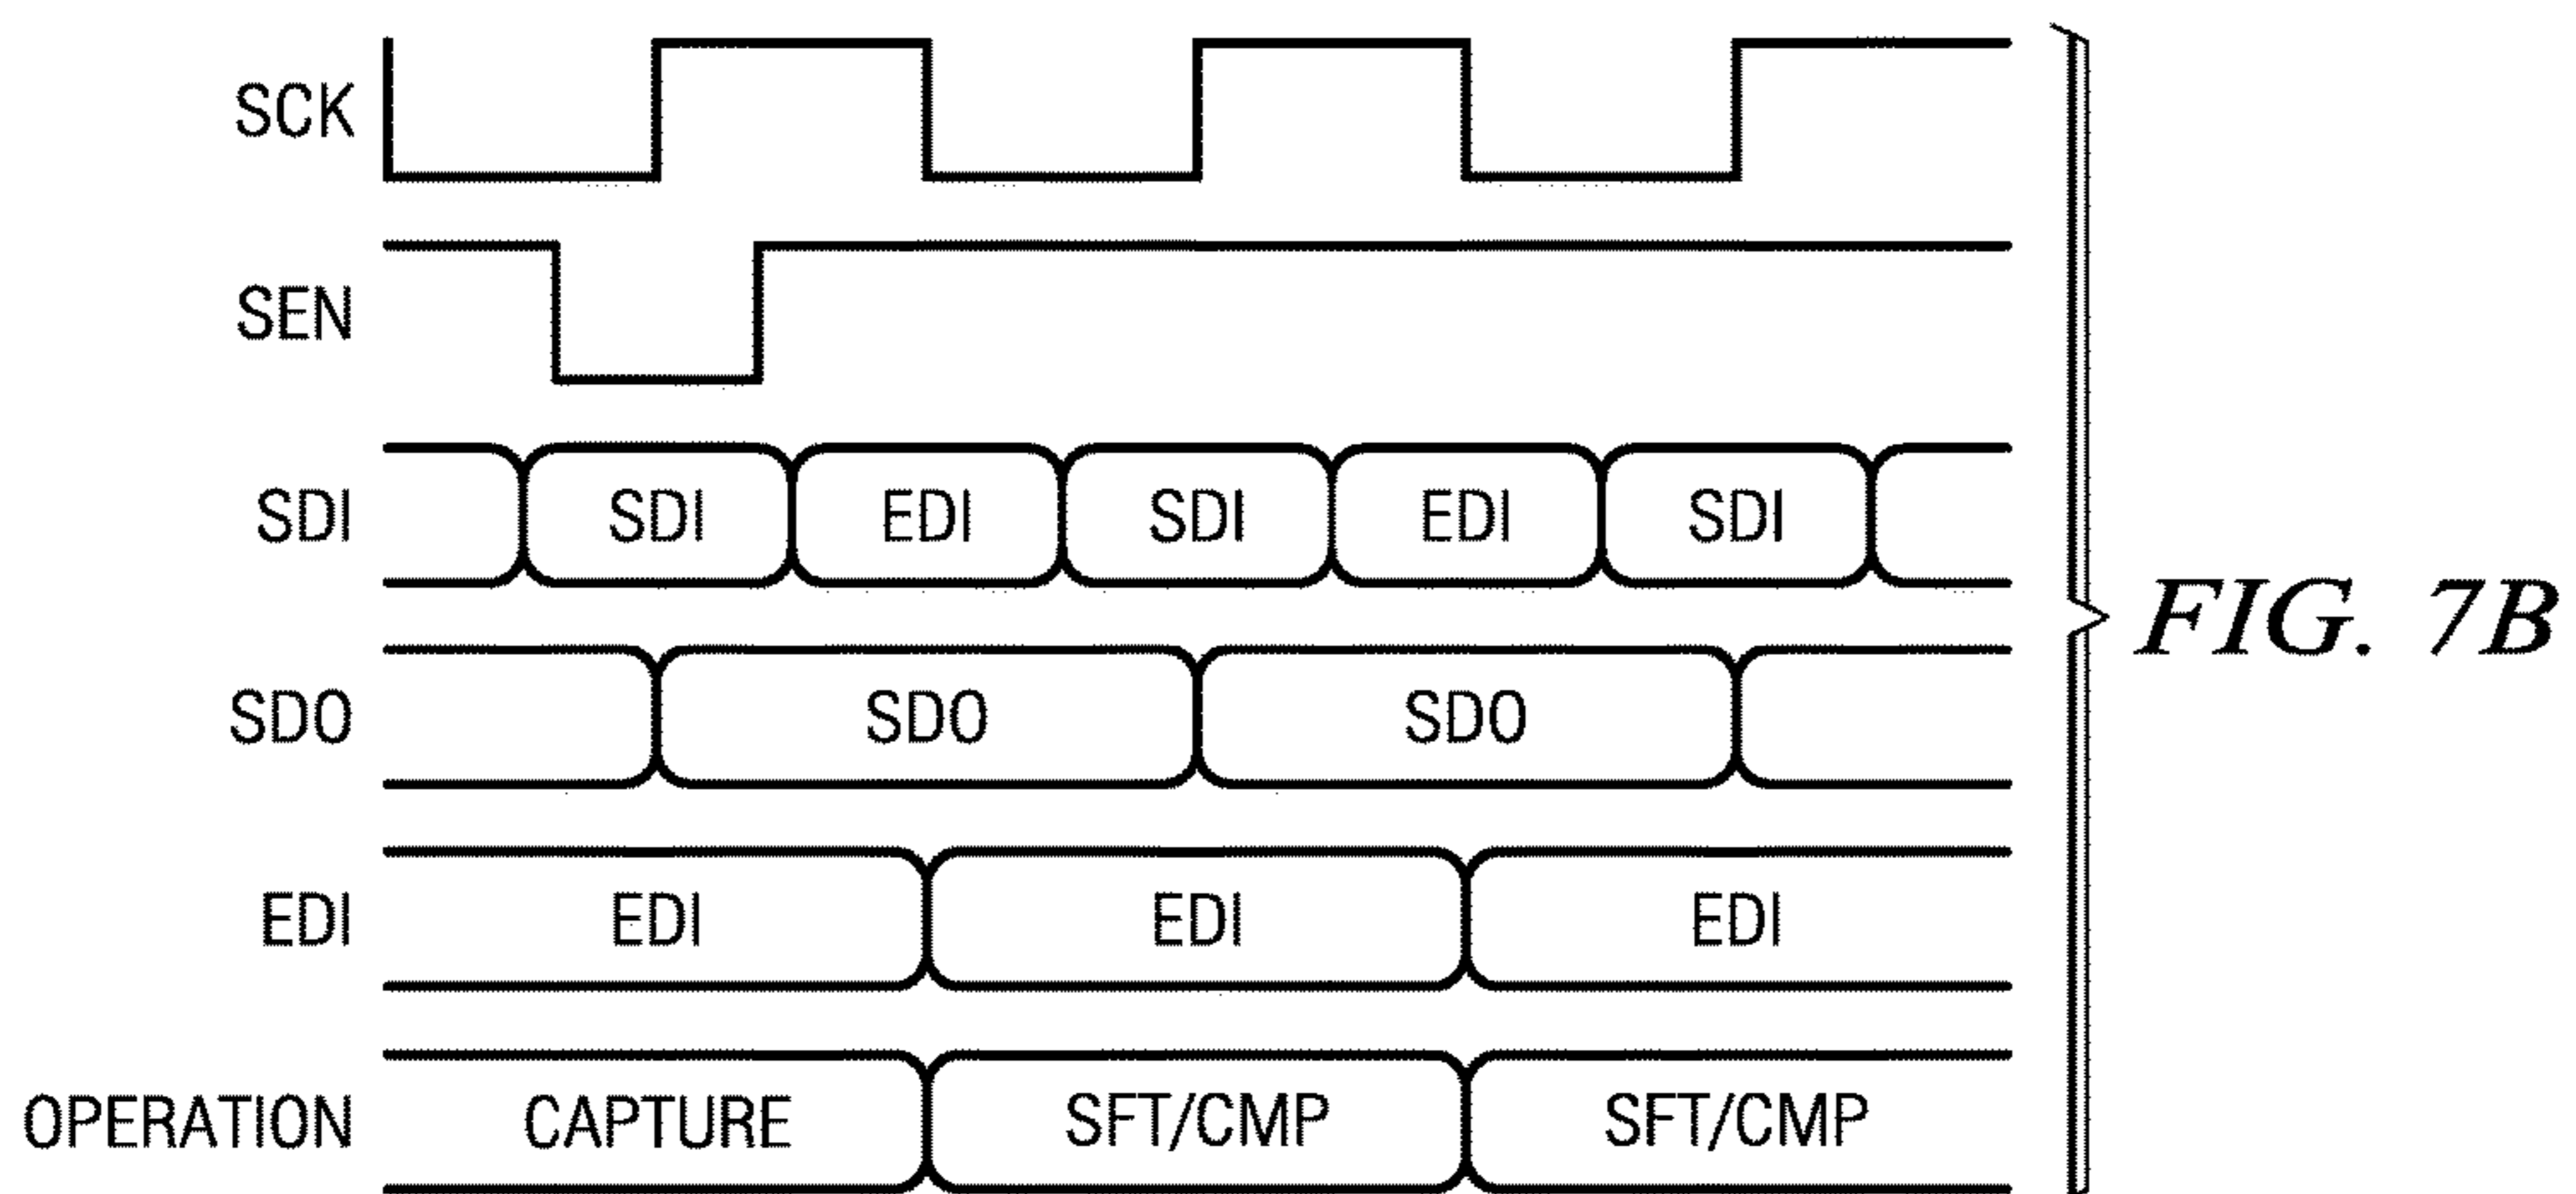 SCK
SEN
SDI SDI EDI SDI EDI SDI
SDO SDO SDO
EDI EDI EDI EDI
OPERATION CAPTURE SFT/CMP SFT/CMP
FIG. 7B